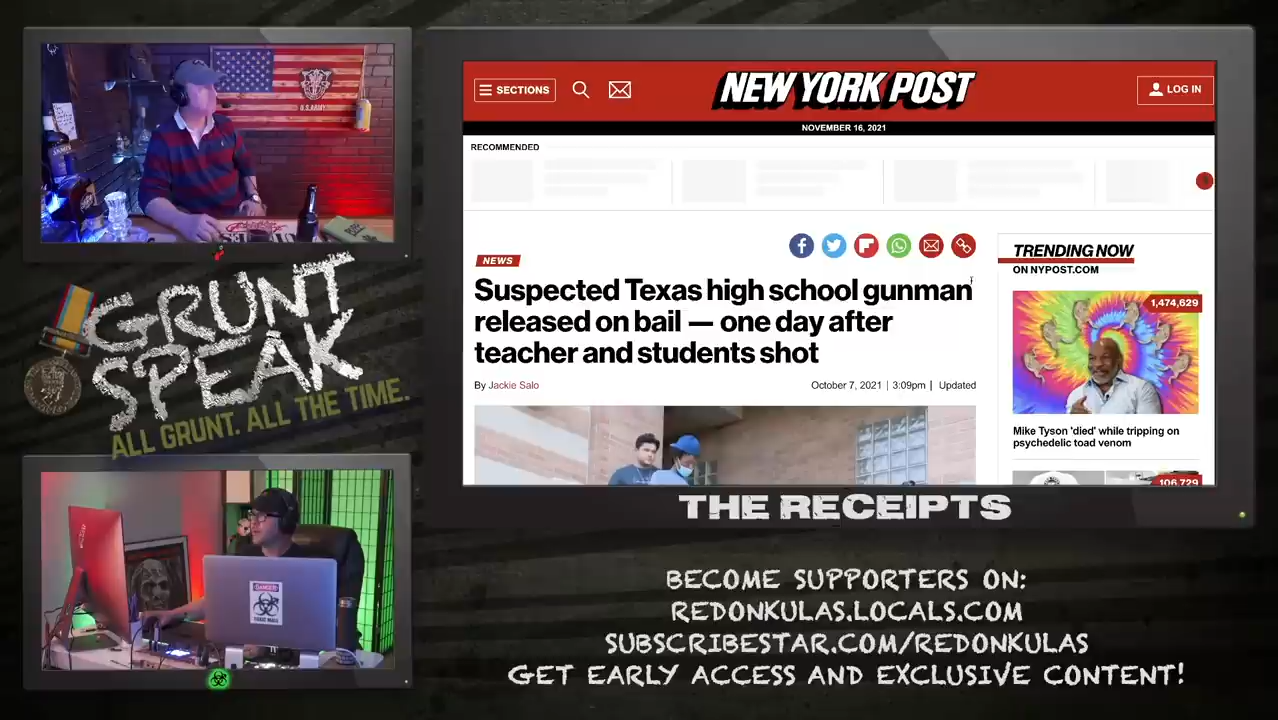 U.S. ARMY
GRUNT
SPEAK
ALL GRUNT. ALL THE TIME.
DANGER
SECTIONS
NEW YORK POST
LOG IN
NOVEMBER 16, 2021
RECOMMENDED
NEWS
Suspected Texas high school gunman
released on bail — one day after
teacher and students shot
By Jackie Salo
October 7, 2021 | 3:09pm | Updated
TRENDING NOW
ON NYPOST.COM
1,474,629
Mike Tyson 'died' while tripping on
psychedelic toad venom
106,729
THE RECEIPTS
BECOME SUPPORTERS ON:
REDONKULAS.LOCALS.COM
SUBSCRIBESTAR.COM/REDONKULAS
GET EARLY ACCESS AND EXCLUSIVE CONTENT!